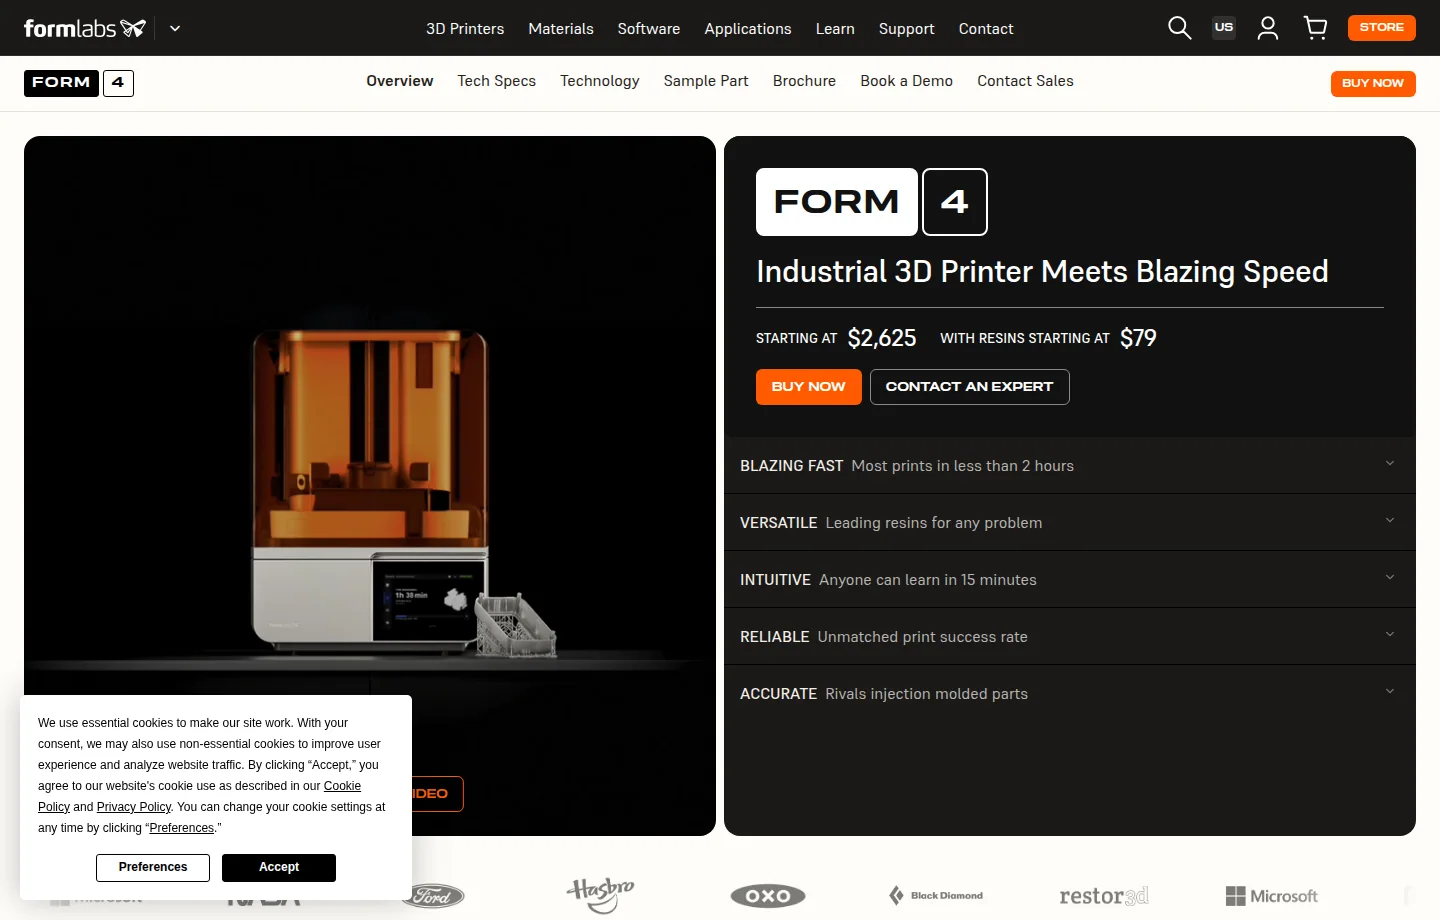 formlabs
3D Printers
Materials
Software
Applications
Learn
Support
Contact
US
STORE
FORM 4
Overview
Tech Specs
Technology
Sample Part
Brochure
Book a Demo
Contact Sales
BUY NOW
FORM 4
Industrial 3D Printer Meets Blazing Speed
STARTING AT $2,625 WITH RESINS STARTING AT $79
BUY NOW
CONTACT AN EXPERT
BLAZING FAST Most prints in less than 2 hours
VERSATILE Leading resins for any problem
INTUITIVE Anyone can learn in 15 minutes
RELIABLE Unmatched print success rate
ACCURATE Rivals injection molded parts
1h 38min
We use essential cookies to make our site work. With your
consent, we may also use non-essential cookies to improve user
experience and analyze website traffic. By clicking “Accept,” you
agree to our website's cookie use as described in our Cookie
Policy and Privacy Policy. You can change your cookie settings at
any time by clicking “Preferences.”
Preferences
Accept
Ford
Hasbro
OXO
Black Diamond
restor3d
Microsoft